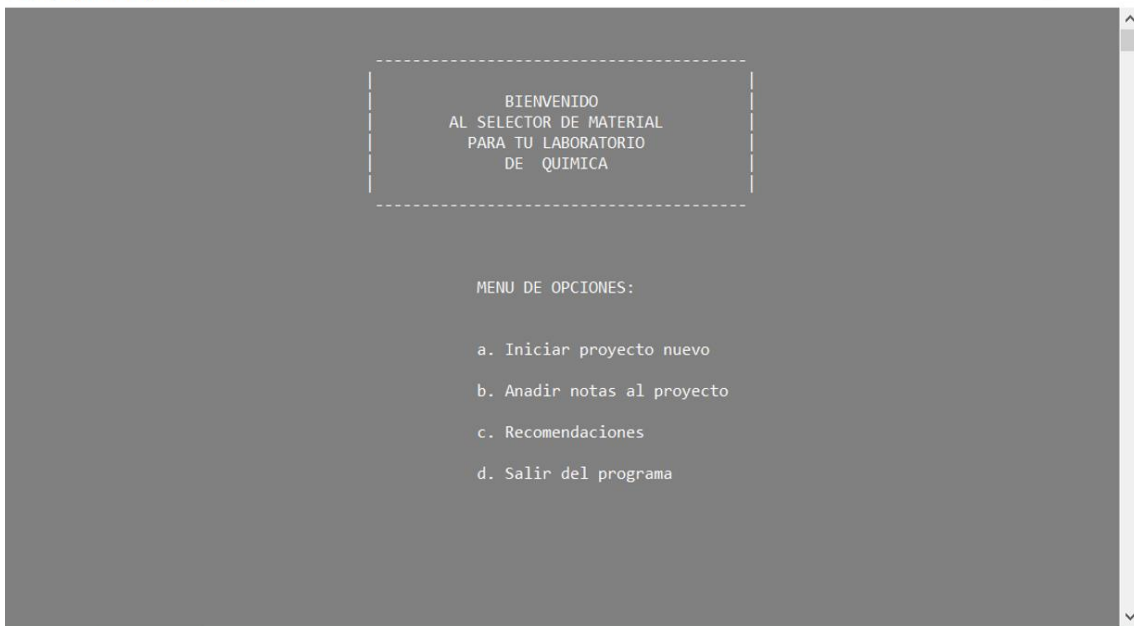 BIENVENIDO
AL SELECTOR DE MATERIAL
PARA TU LABORATORIO
DE QUIMICA
MENU DE OPCIONES:
a. Iniciar proyecto nuevo
b. Anadir notas al proyecto
c. Recomendaciones
d. Salir del programa